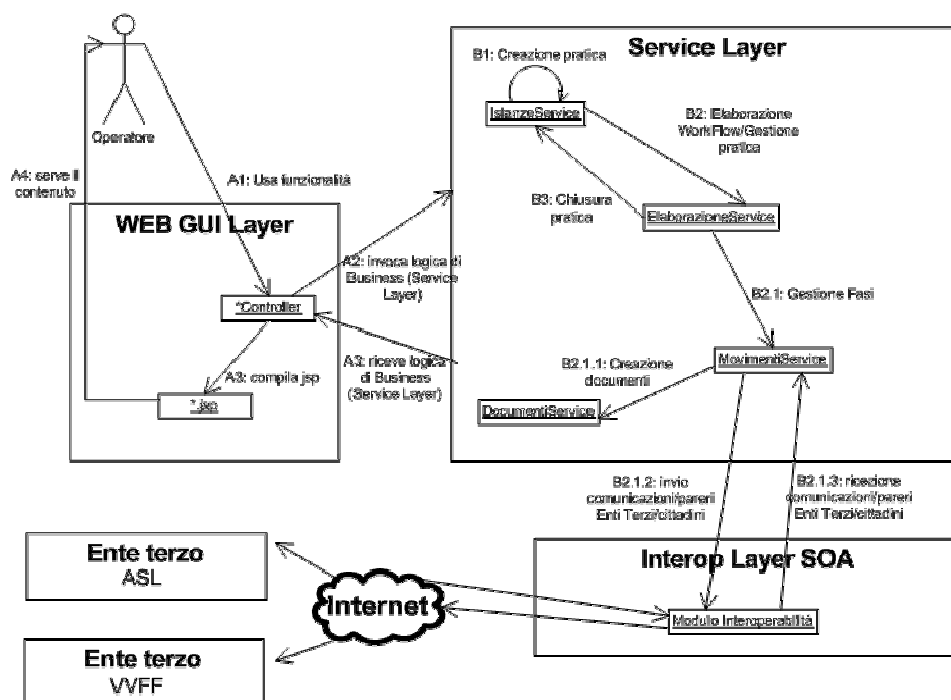 Service Layer
B1: Creazione pratica
IstanzeService
B2: Elaborazione
WorkFlow/Gestione
pratica
Operatore
A4: serve il
contenuto
A1: Usa funzionalità
B3: Chiusura
pratica
ElaborazioneService
WEB GUI Layer
A2: invoca logica di
Business (Service
Layer)
*Controller
B2.1: Gestione Fasi
A3: riceve logica
di Business
(Service Layer)
A3: compila jsp
*.jsp
B2.1.1: Creazione
documenti
MovimentiService
DocumentiService
B2.1.2: invio
comunicazioni/pareri
Enti Terzi/cittadini
B2.1.3: ricezione
comunicazioni/pareri
Enti Terzi/cittadini
Ente terzo
ASL
Interop Layer SOA
Internet
Modulo Interoperabilità
Ente terzo
VVFF